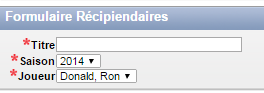 Formulaire Récipiendaires
*Titre
*Saison 2014
*Joueur Donald, Ron